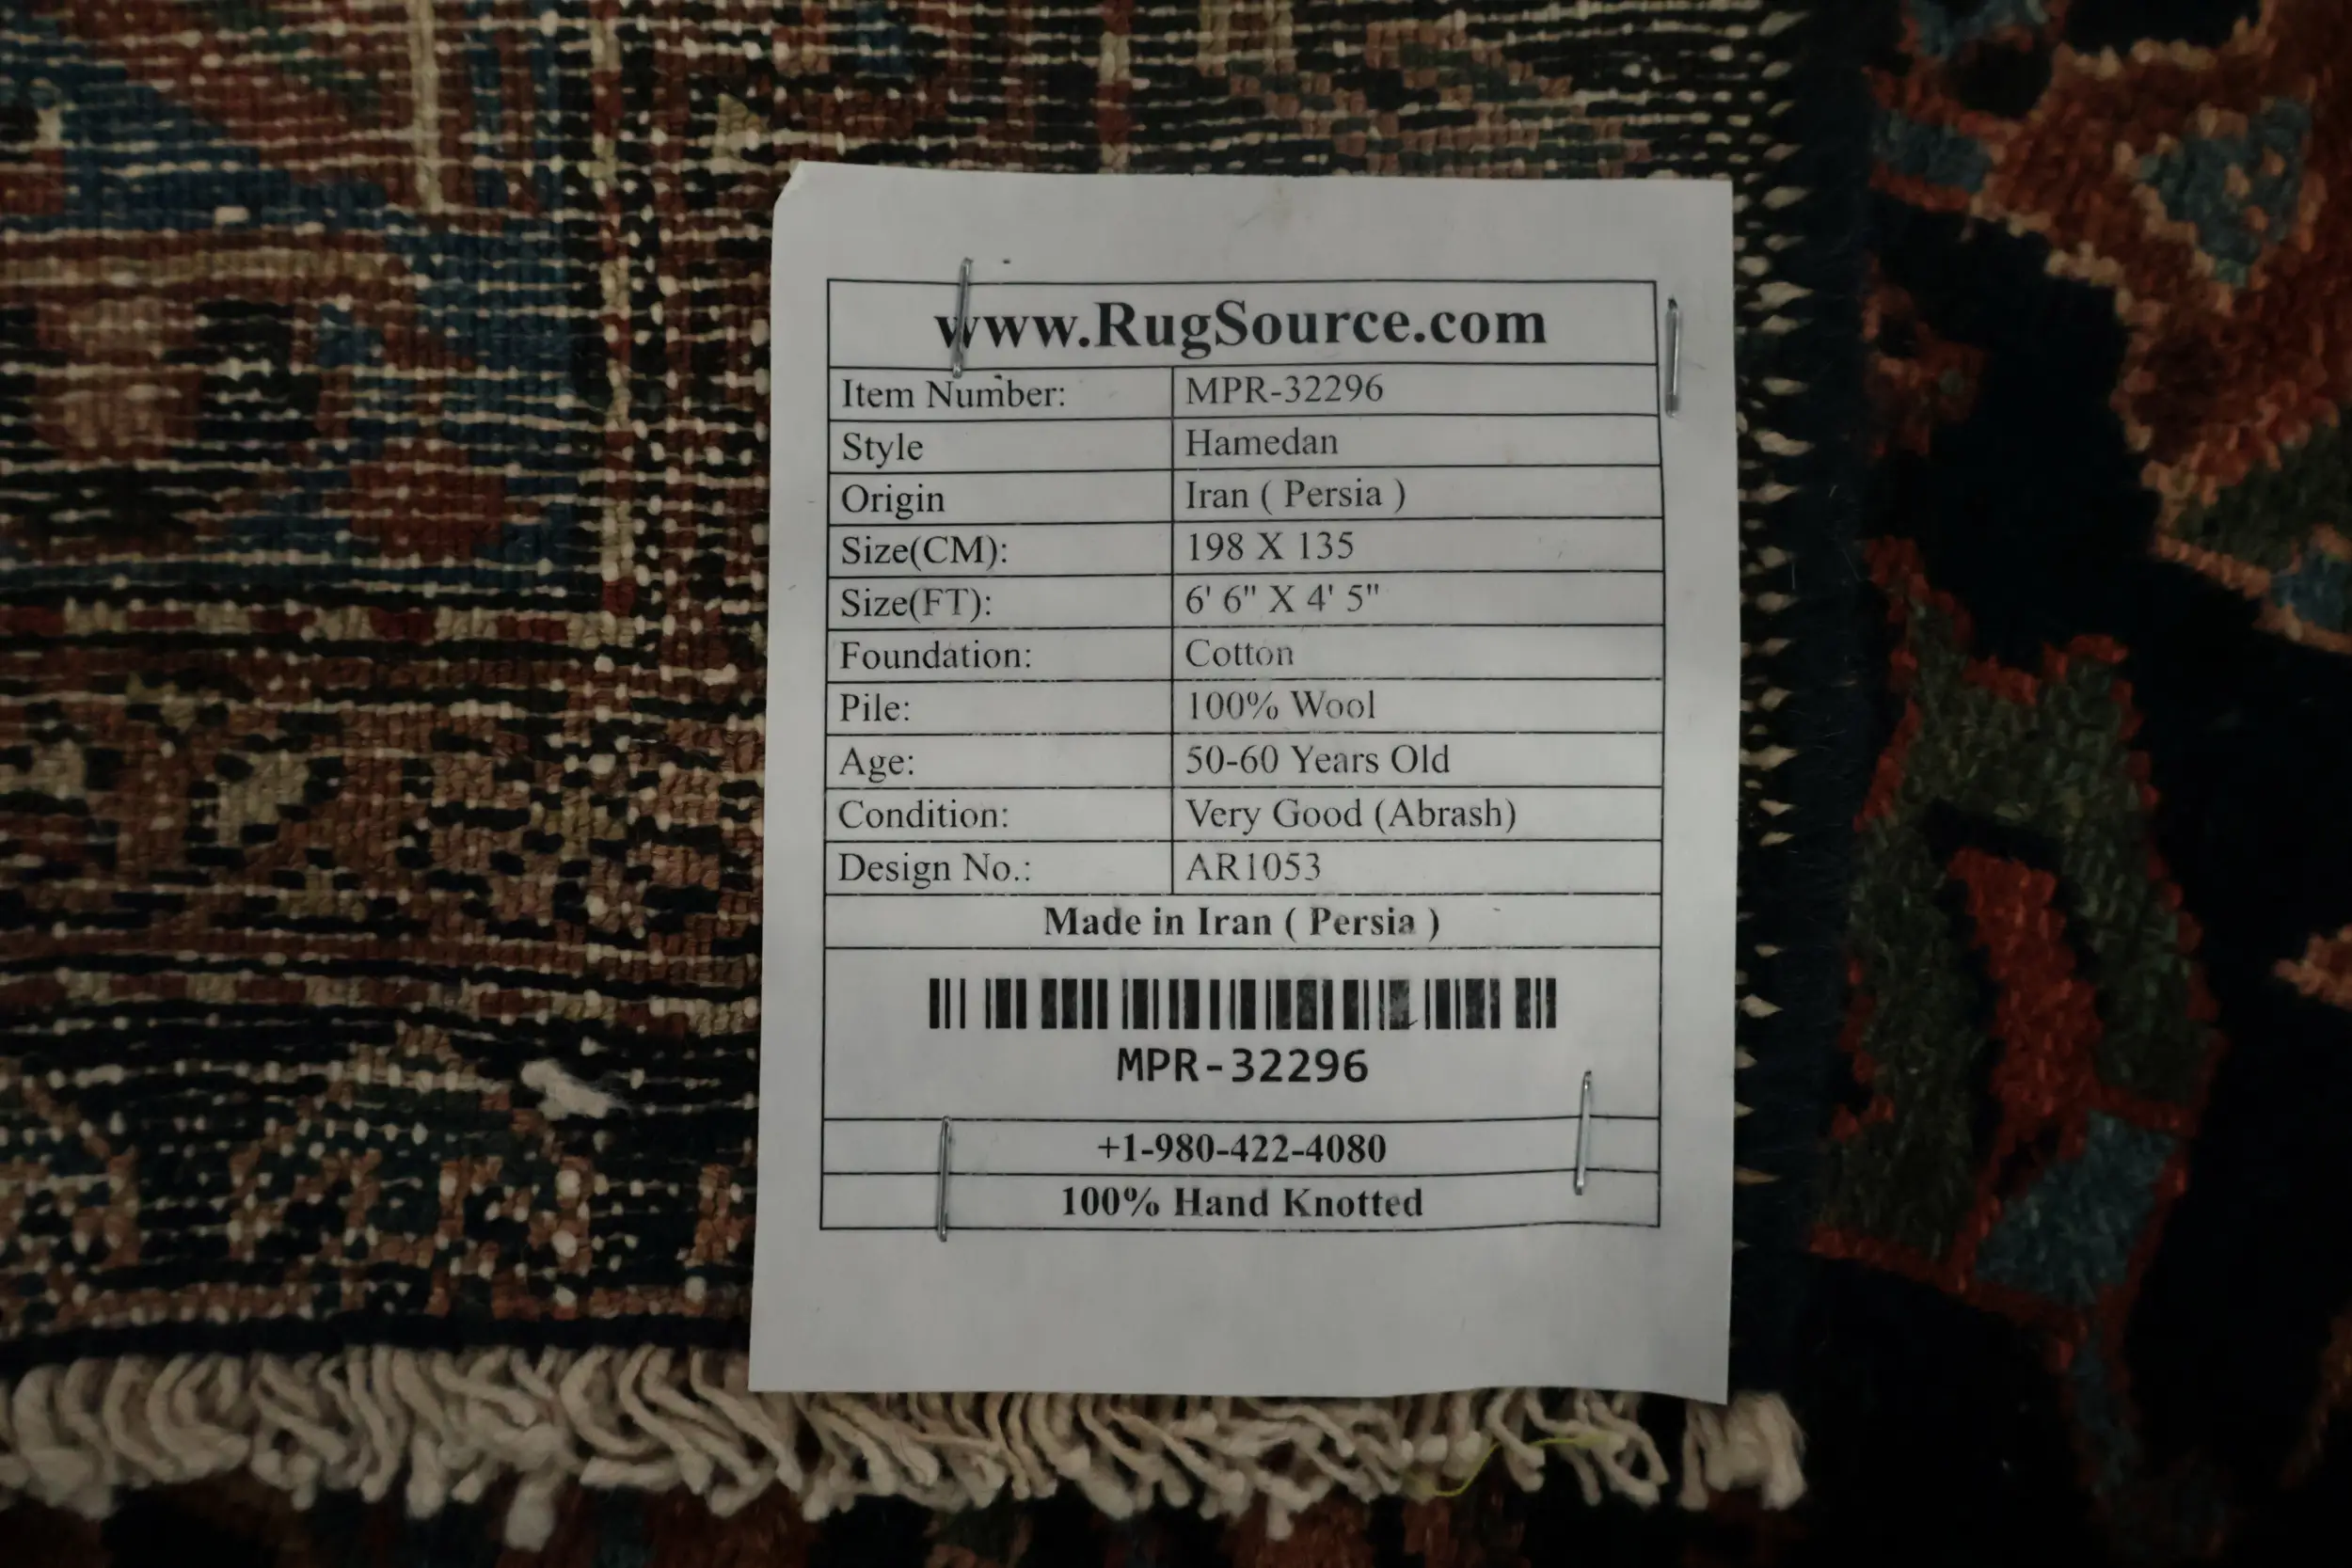 www.RugSource.com
Item Number: MPR-32296
Style Hamedan
Origin Iran ( Persia )
Size(CM): 198 X 135
Size(FT): 6' 6" X 4' 5"
Foundation: Cotton
Pile: 100% Wool
Age: 50-60 Years Old
Condition: Very Good (Abrash)
Design No.: AR1053
Made in Iran ( Persia )
MPR-32296
+1-980-422-4080
100% Hand Knotted